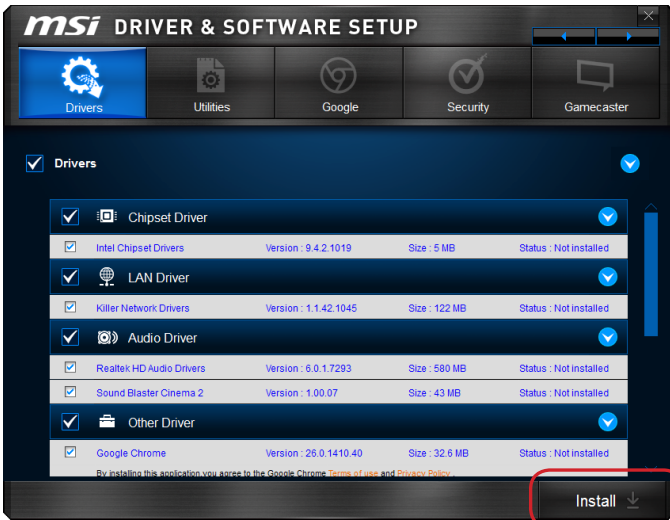 msi DRIVER & SOFTWARE SETUP
Drivers Utilities Google Security Gamecaster
Drivers
Chipset Driver
Intel Chipset Drivers Version : 9.4.2.1019 Size : 5 MB Status : Not installed
LAN Driver
Killer Network Drivers Version : 1.1.42.1045 Size : 122 MB Status : Not installed
Audio Driver
Realtek HD Audio Drivers Version : 6.0.1.7293 Size : 580 MB Status : Not installed
Sound Blaster Cinema 2 Version : 1.00.07 Size : 43 MB Status : Not installed
Other Driver
Google Chrome Version : 26.0.1410.40 Size : 32.6 MB Status : Not installed
By installing this application,you agree to the Google Chrome Terms of use and Privacy Policy .
Install